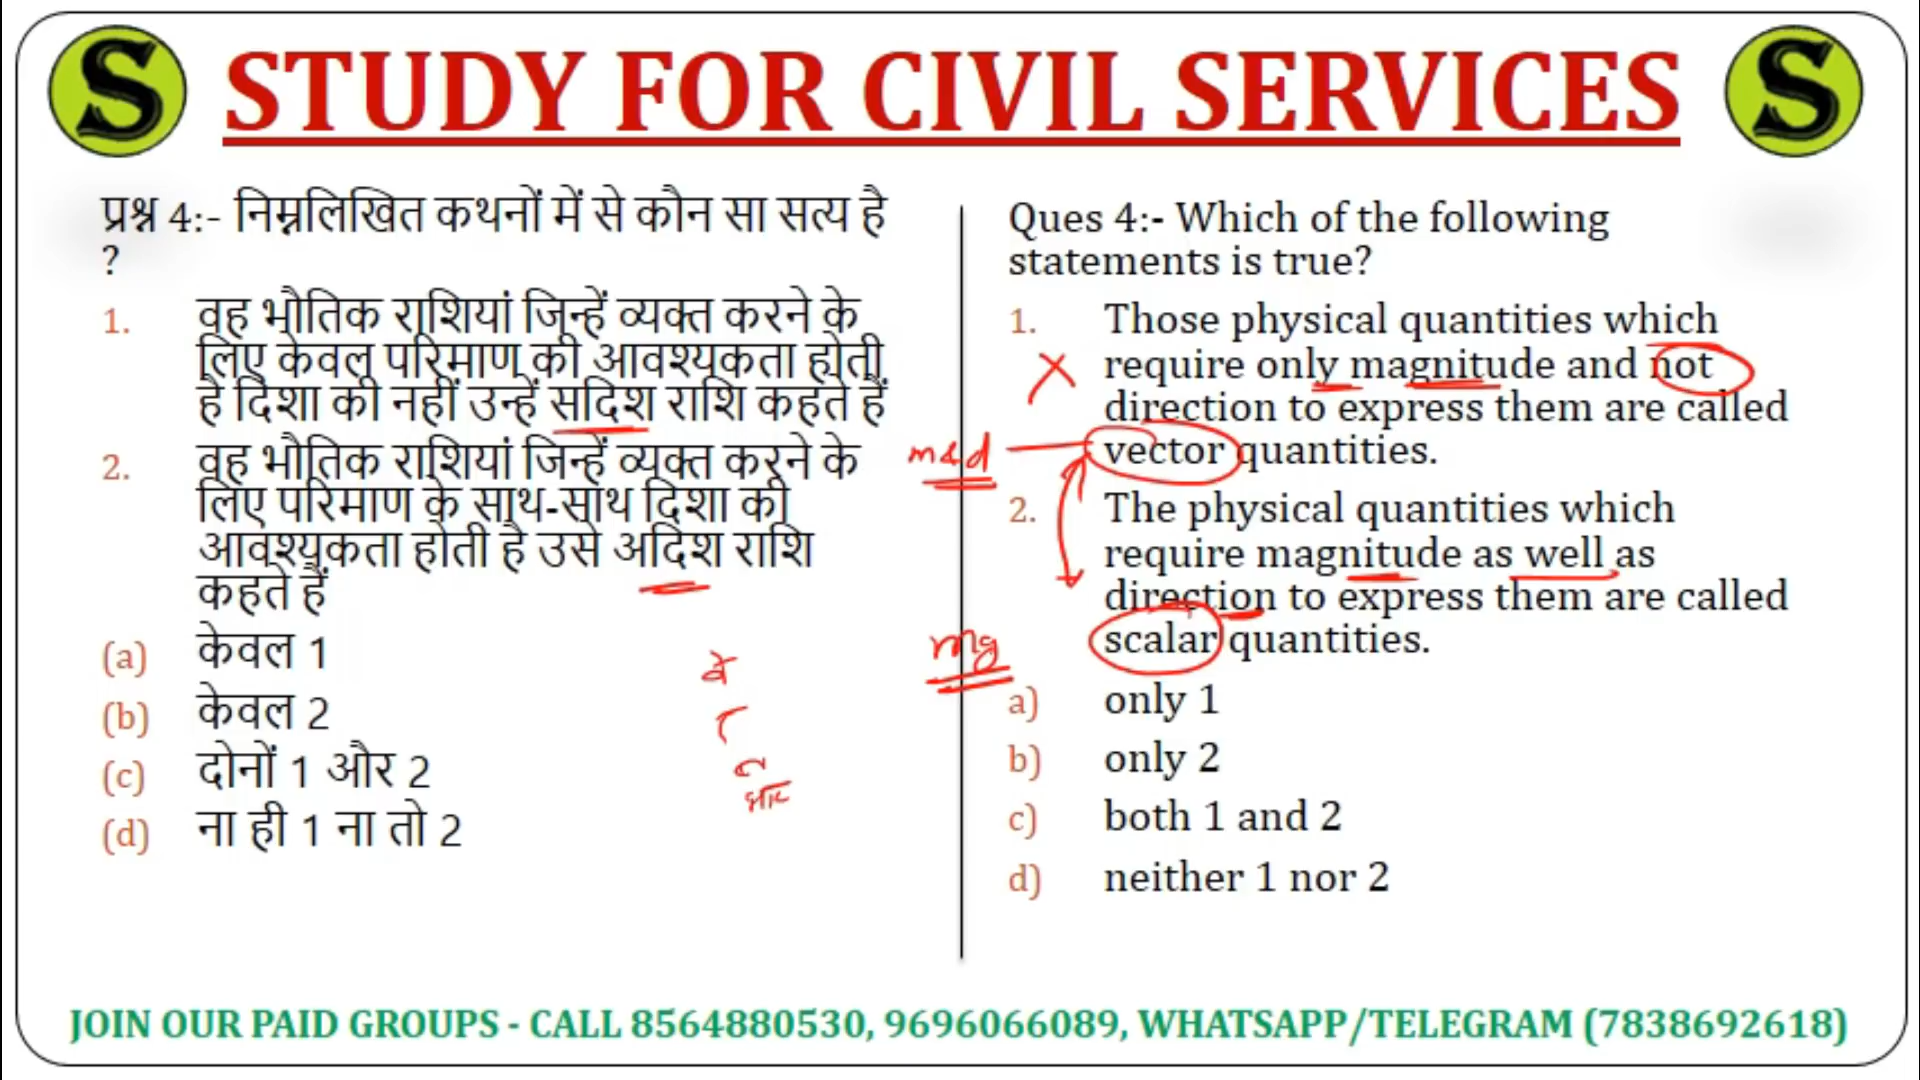 S STUDY FOR CIVIL SERVICES S
प्रश्न 4:- निम्नलिखित कथनों में से कौन सा सत्य है
?
1. वह भौतिक राशियां जिन्हें व्यक्त करने के
लिए केवल परिमाण की आवश्यकता होती
है दिशा की नहीं उन्हें सदिश राशि कहते हैं
2. वह भौतिक राशियां जिन्हें व्यक्त करने के
लिए परिमाण के साथ-साथ दिशा की
आवश्यकता होती है उसे अदिश राशि
कहते हैं
(a) केवल 1
(b) केवल 2
(c) दोनों 1 और 2
(d) ना ही 1 ना तो 2
Ques 4:- Which of the following
statements is true?
1. Those physical quantities which
require only magnitude and not
direction to express them are called
m&d
vector quantities.
2. The physical quantities which
require magnitude as well as
direction to express them are called
mg
scalar quantities.
a) only 1
b) only 2
c) both 1 and 2
d) neither 1 nor 2
JOIN OUR PAID GROUPS - CALL 8564880530, 9696066089, WHATSAPP/TELEGRAM (7838692618)